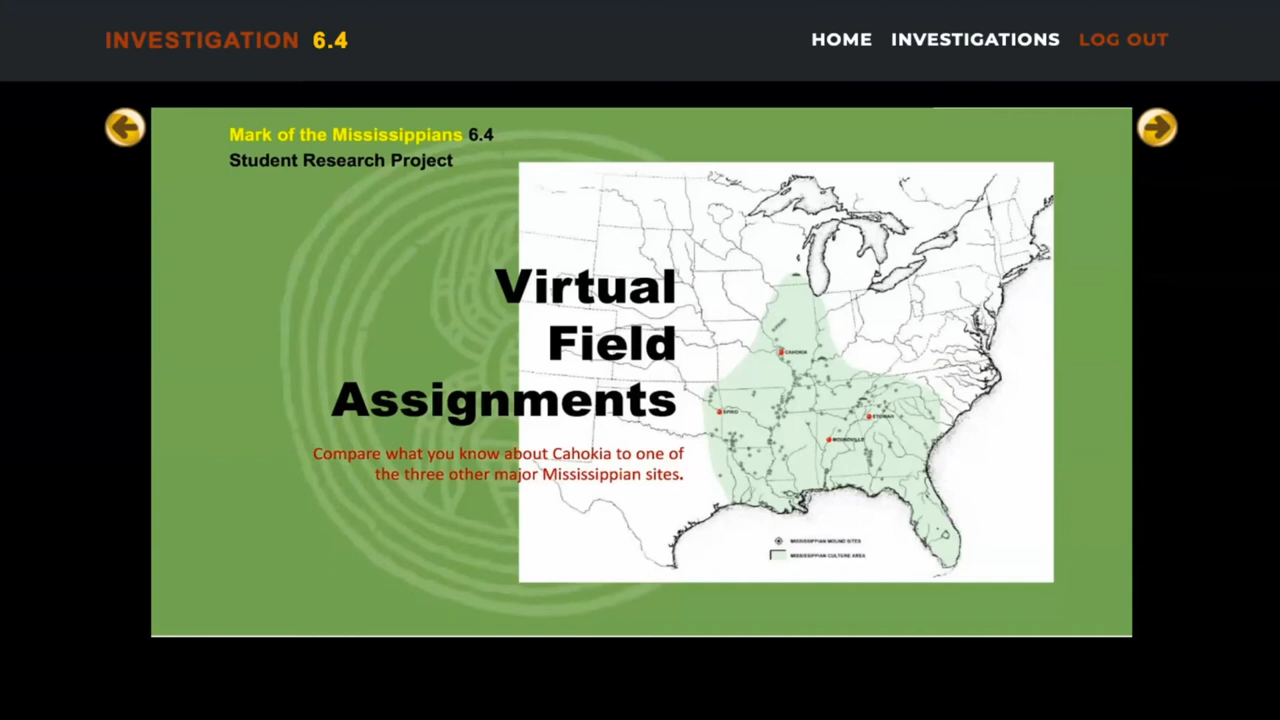 INVESTIGATION 6.4
HOME INVESTIGATIONS LOG OUT
Mark of the Mississippians 6.4
Student Research Project
Virtual
Field
Assignments
Compare what you know about Cahokia to one of
the three other major Mississippian sites.
CAHOKIA
SPIRO
ETOWAH
MOUNDVILLE
MISSISSIPPIAN MOUND SITES
MISSISSIPPIAN CULTURE AREA